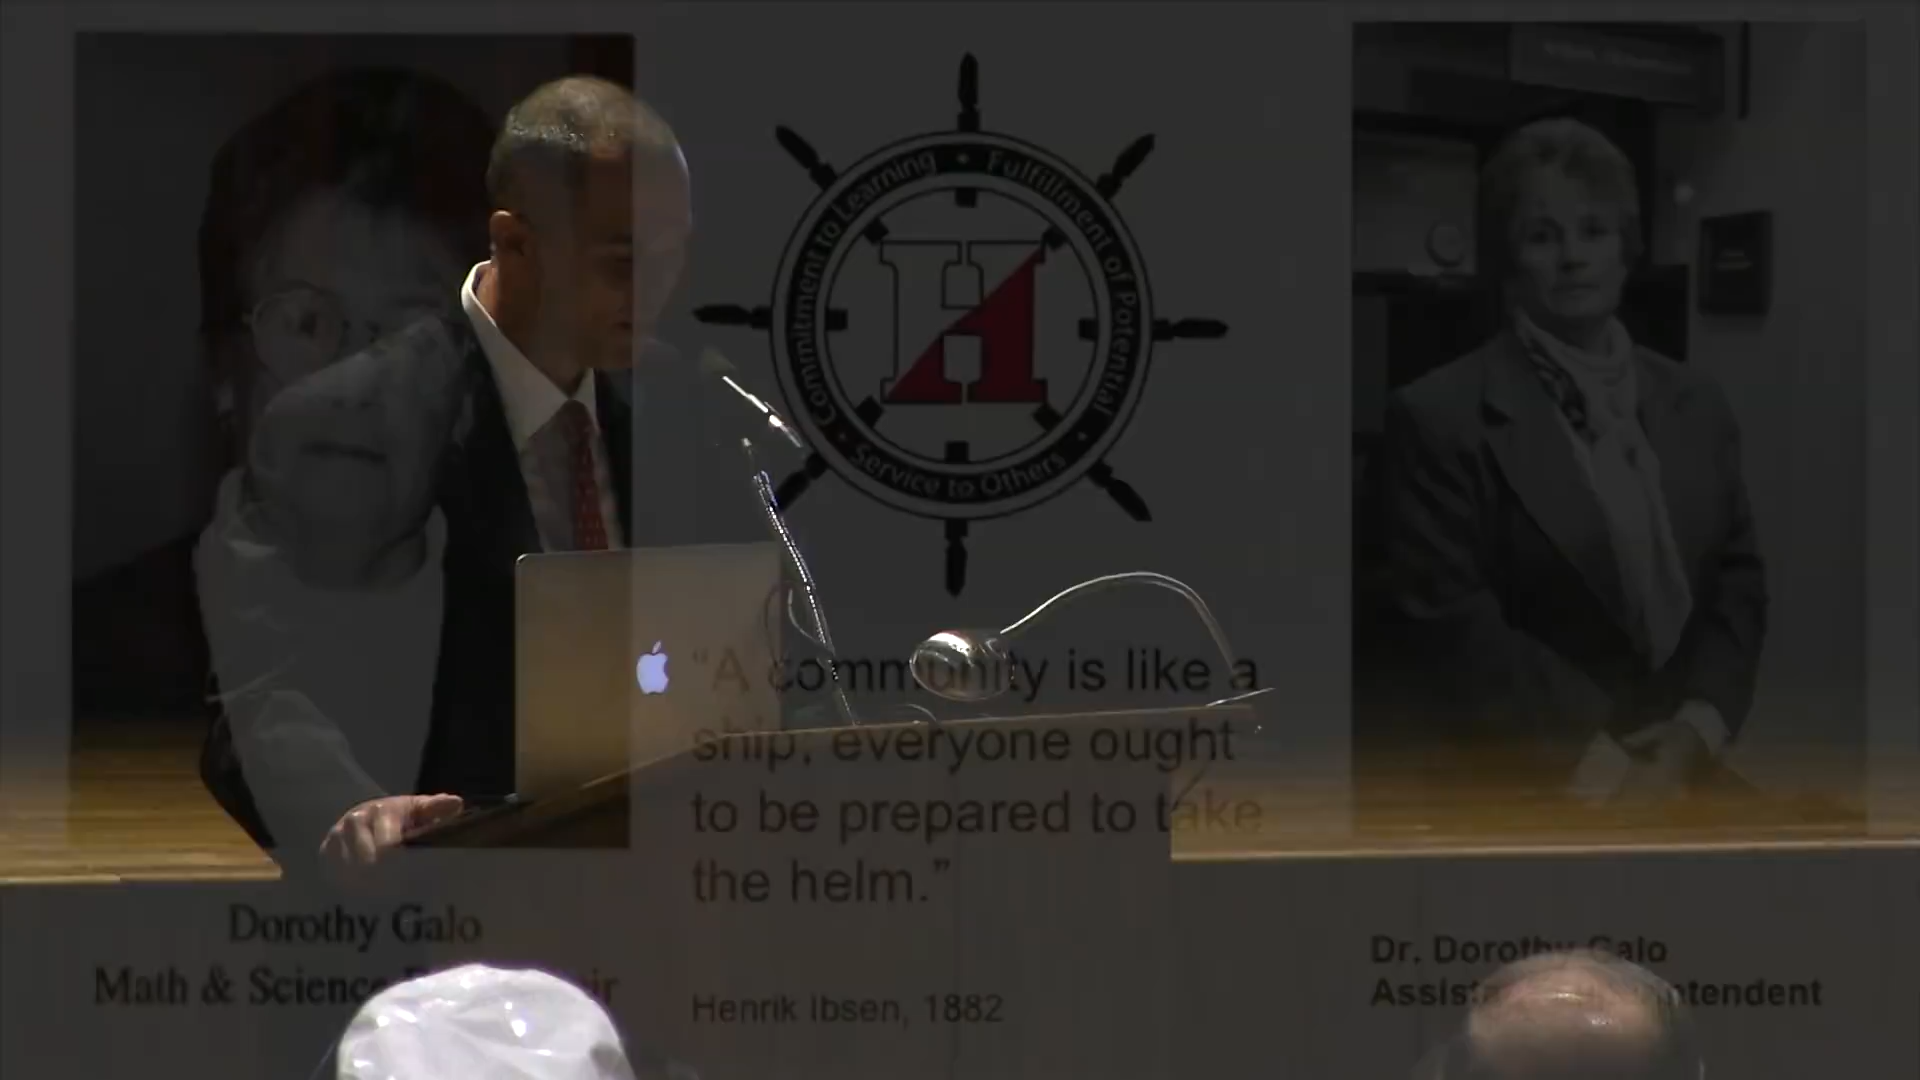 Commitment to Learning • Fulfillment of Potential • Service to Others
H
“A community is like a
ship, everyone ought
to be prepared to take
the helm.”
Henrik Ibsen, 1882
Dorothy Galo
Math & Science
Dr. Dorothy Galo